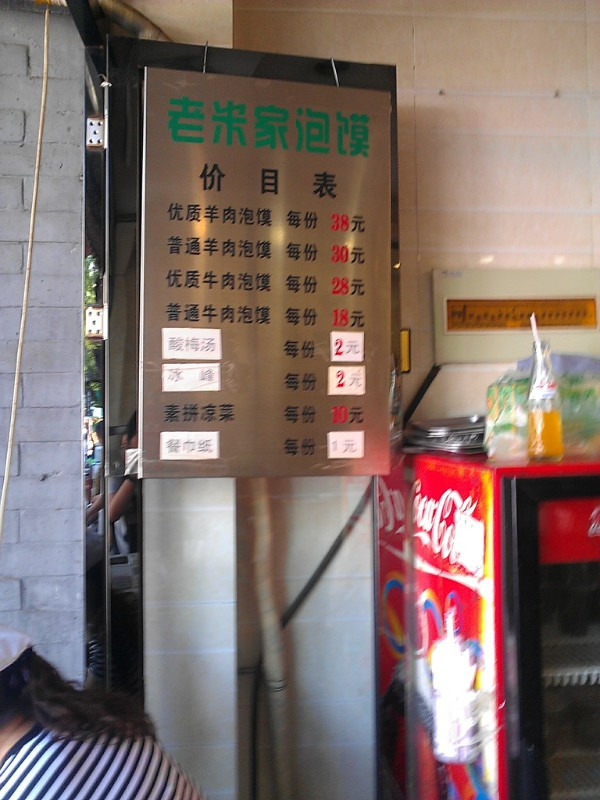 老米家泡馍
价目表
优质羊肉泡馍 每份 38元
普通羊肉泡馍 每份 30元
优质牛肉泡馍 每份 28元
普通牛肉泡馍 每份 18元
酸梅汤 每份 2元
冰峰 每份 2元
素拼凉菜 每份 10元
餐巾纸 每份 1元
Coca-Cola